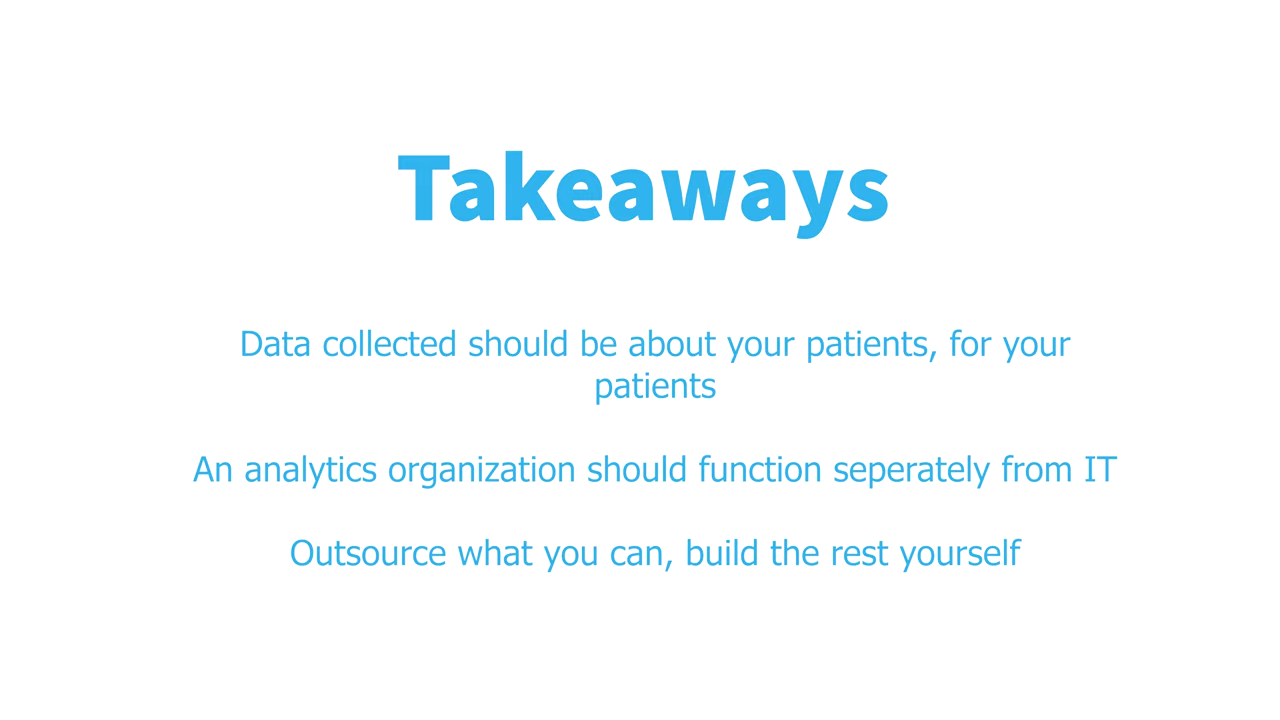 Takeaways
Data collected should be about your patients, for your
patients
An analytics organization should function seperately from IT
Outsource what you can, build the rest yourself